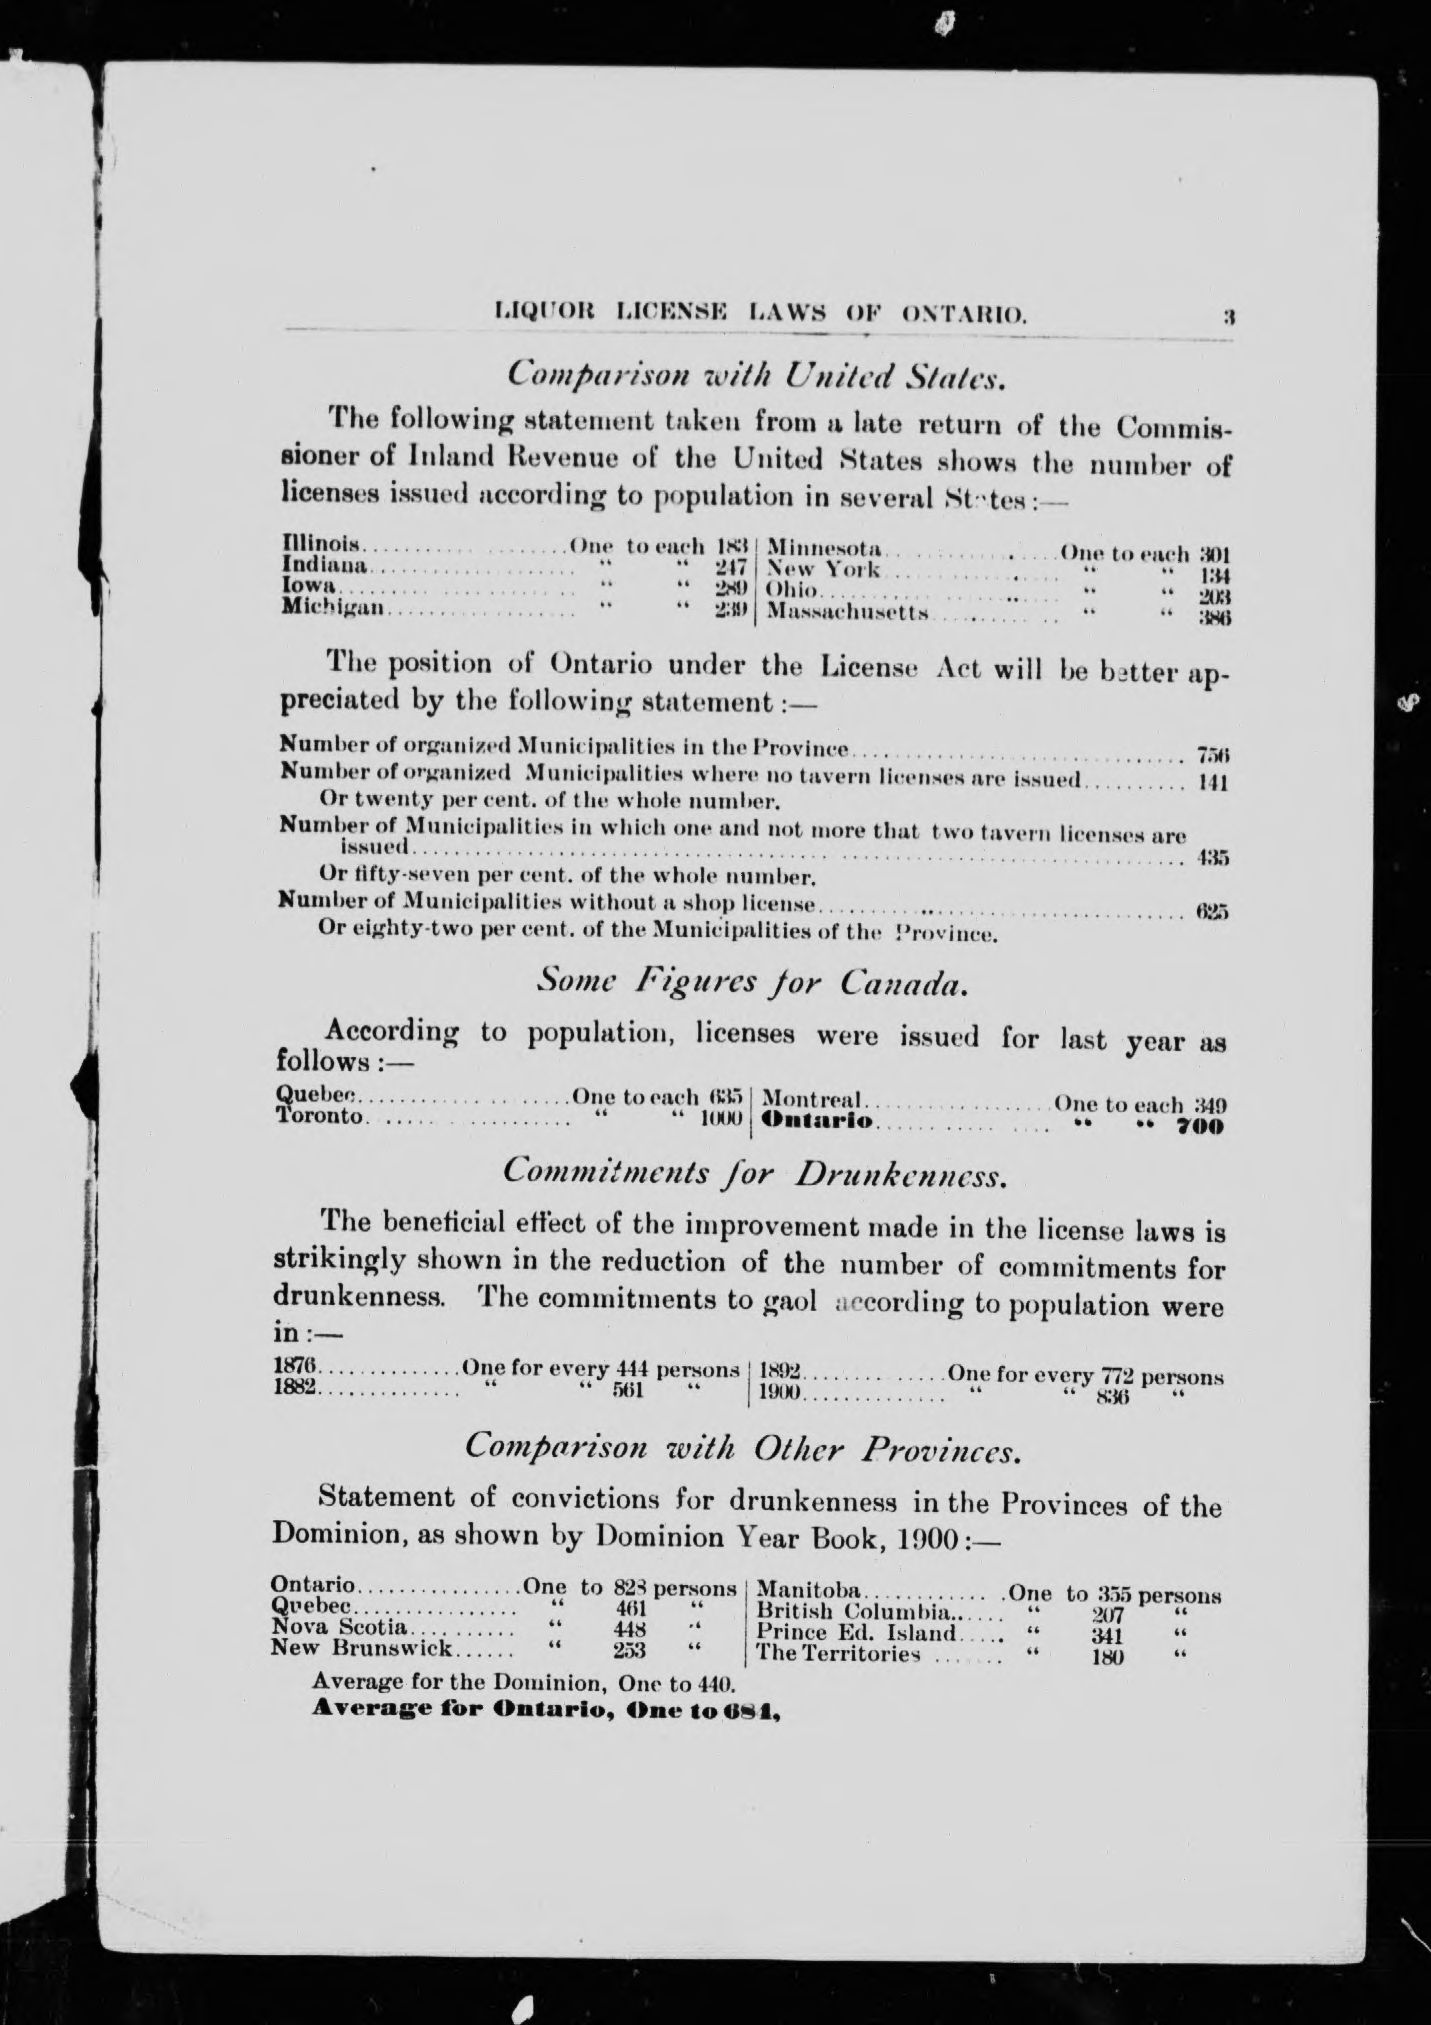 LIQUOR LICENSE LAWS OF ONTARIO. 3
Comparison with United States.
The following statement taken from a late return of the Commis-
sioner of Inland Revenue of the United States shows the number of
licenses issued according to population in several States:—
Illinois..................One to each 183 | Minnesota..................One to each 301
Indiana.................. “ “ 247 | New York.................. “ “ 134
Iowa.................. “ “ 289 | Ohio.................. “ “ 203
Michigan.................. “ “ 239 | Massachusetts.................. “ “ 386
The position of Ontario under the License Act will be better ap-
preciated by the following statement:—
Number of organized Municipalities in the Province.................. 756
Number of organized Municipalities where no tavern licenses are issued.......... 141
Or twenty per cent. of the whole number.
Number of Municipalities in which one and not more that two tavern licenses are
issued.................. 435
Or fifty-seven per cent. of the whole number.
Number of Municipalities without a shop license.................. 625
Or eighty-two per cent. of the Municipalities of the Province.
Some Figures for Canada.
According to population, licenses were issued for last year as
follows:—
Quebec..................One to each 635 | Montreal..................One to each 349
Toronto.................. “ “ 1000 | Ontario.................. “ “ 700
Commitments for Drunkenness.
The beneficial effect of the improvement made in the license laws is
strikingly shown in the reduction of the number of commitments for
drunkenness. The commitments to gaol according to population were
in:—
1876..............One for every 444 persons | 1892..............One for every 772 persons
1882.............. “ “ 561 “ | 1900.............. “ “ 836 “
Comparison with Other Provinces.
Statement of convictions for drunkenness in the Provinces of the
Dominion, as shown by Dominion Year Book, 1900:—
Ontario................One to 823 persons | Manitoba..............One to 355 persons
Quebec................ “ 461 “ | British Columbia...... “ 207 “
Nova Scotia.......... “ 448 “ | Prince Ed. Island..... “ 341 “
New Brunswick...... “ 253 “ | The Territories ....... “ 180 “
Average for the Dominion, One to 440.
Average for Ontario, One to 684,